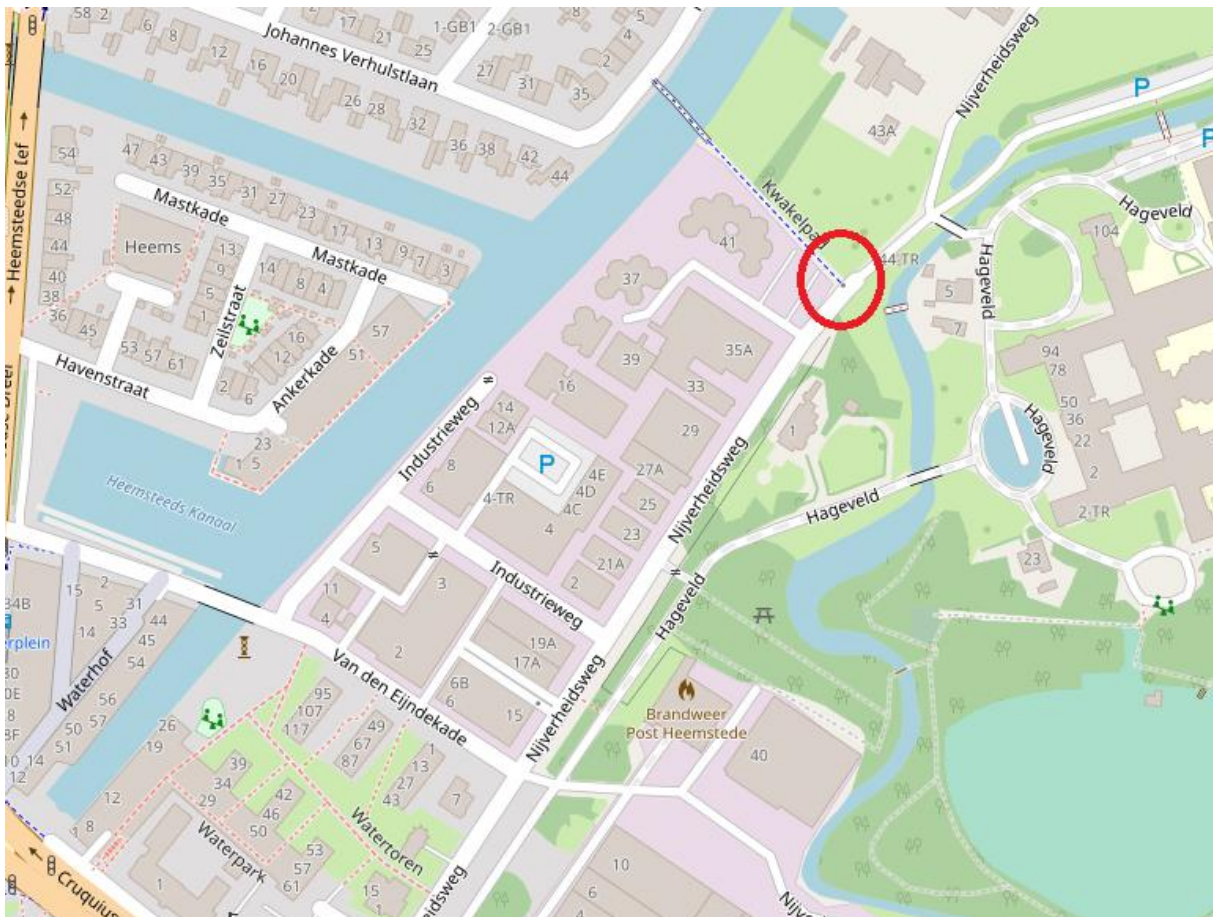 Johannes Verhulstlaan
1-GB1
2-GB1
Heemsteedse
Mastkade
Mastkade
Heems
Zeilstraat
Havenstraat
Ankerkade
Heemsteeds Kanaal
Industrieweg
Industrieweg
Kwakelpa
Nijverheidsweg
Nijverheidsweg
Nijverheidsweg
Hageveld
Hageveld
Hageveld
Hageveld
Hageveld
P
P
P
43A
41
37
39
35A
33
29
27A
25
23
21A
16
14
12A
8
6
4-TR
4E
4D
4C
4
2
5
3
11
4
2
19A
17A
6B
6
15
44-TR
5
7
1
104
94
78
50
36
22
2
2-TR
23
Van den Eijndekade
Waterhof
erplein
34B
Brandweer
Post Heemstede
40
10
6
4
Waterpark
Watertoren
Cruquius
95
107
117
49
67
87
1
13
27
43
7
39
34
29
42
46
50
53
57
61
15
1
26
19
12
8
1
15
2
5
14
33
31
44
45
54
56
57
50
51
54
52
48
44
40
38
36
45
53
57
61
47
43
39
35
31
27
23
17
13
9
7
3
13
9
5
1
14
8
4
16
12
2
6
57
51
23
1
5
58
2
6
8
12
16
20
26
28
32
36
38
42
44
17
21
25
27
31
35
2
4
5